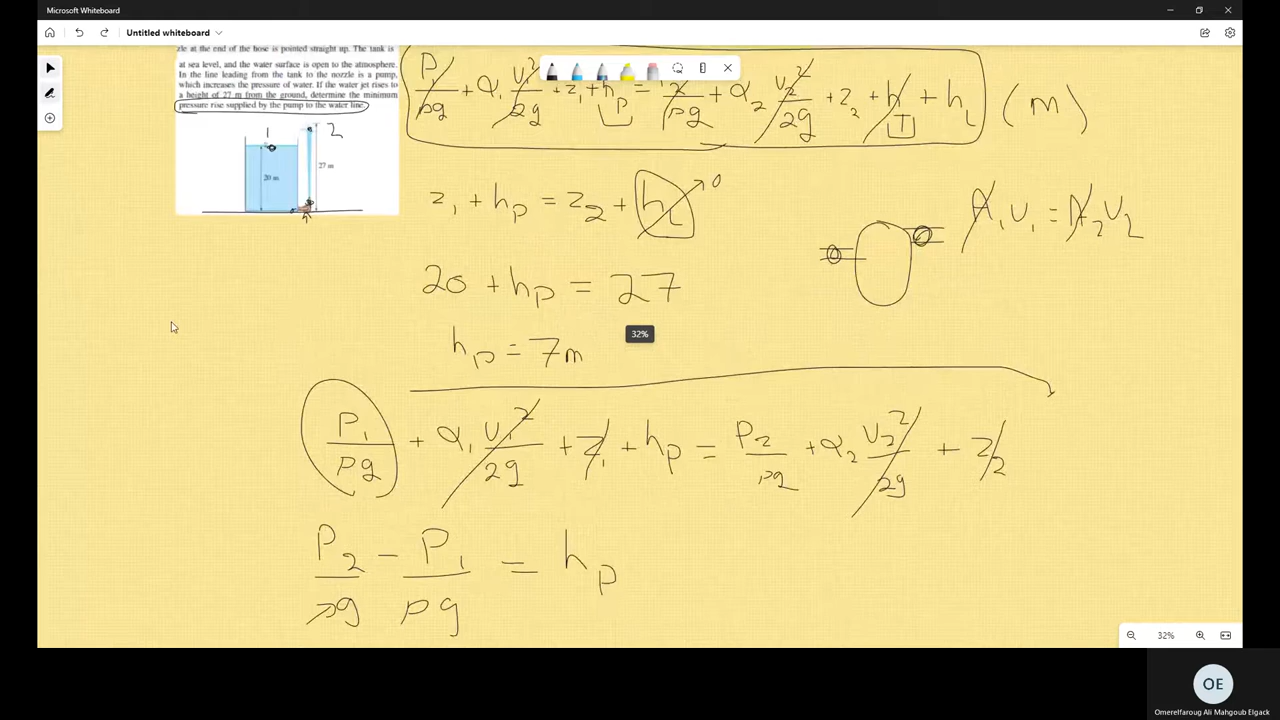 Microsoft Whiteboard
Untitled whiteboard
zle at the end of the hose is pointed straight up. The tank is
at sea level, and the water surface is open to the atmosphere.
In the line leading from the tank to the nozzle is a pump,
which increases the pressure of water. If the water jet rises to
a height of 27 m from the ground, determine the minimum
pressure rise supplied by the pump to the water line.
1
2
20 m
27 m
P₁/ρg + α₁ V₁²/2g + z₁ + hp = P₂/ρg + α₂ V₂²/2g + z₂ + hT + hL (m)
z₁ + hp = z₂ + hL → 0
A₁V₁ = A₂V₂
20 + hp = 27
hp = 7m
32%
P₁/ρg + α₁ V₁²/2g + z₁ + hp = P₂/ρg + α₂ V₂²/2g + z₂
P₂/ρg − P₁/ρg = hp
32%
OE
Omerelfaroug Ali Mahgoub Elgack